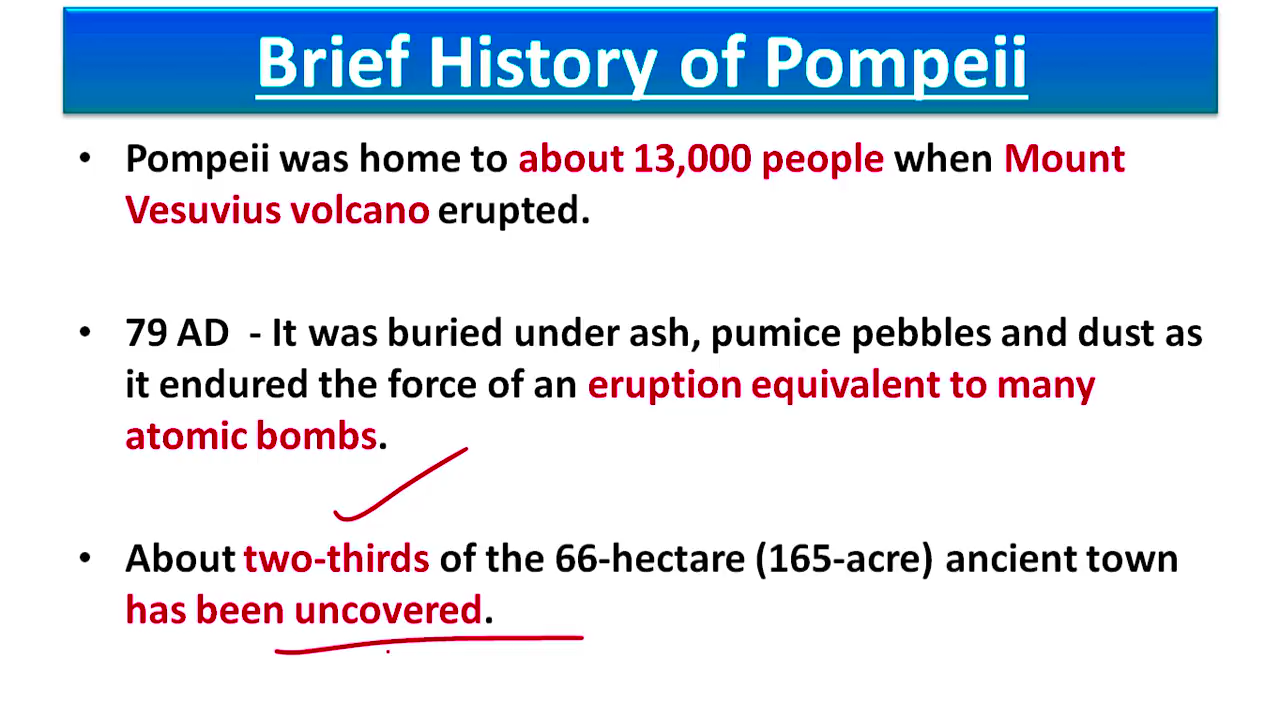 Brief History of Pompeii
• Pompeii was home to about 13,000 people when Mount
Vesuvius volcano erupted.
• 79 AD - It was buried under ash, pumice pebbles and dust as
it endured the force of an eruption equivalent to many
atomic bombs.
• About two-thirds of the 66-hectare (165-acre) ancient town
has been uncovered.